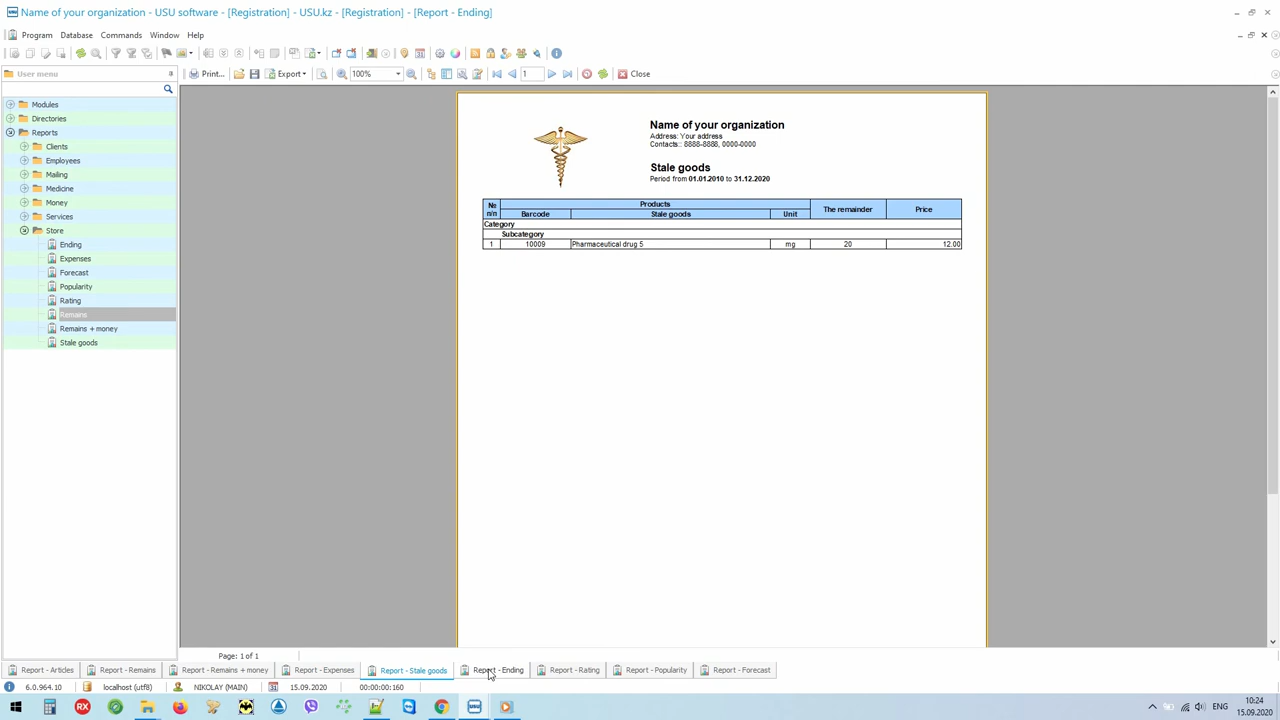 Name of your organization - USU software - [Registration] - USU.kz - [Registration] - [Report - Ending]
Program Database Commands Window Help
User menu
Print... Export 100% 1 Close
Modules
Directories
Reports
Clients
Employees
Mailing
Medicine
Money
Services
Store
Ending
Expenses
Forecast
Popularity
Rating
Remains
Remains + money
Stale goods
Name of your organization
Address: Your address
Contacts:: 8888-8888, 0000-0000
Stale goods
Period from 01.01.2010 to 31.12.2020
№ п/п Products The remainder Price
Barcode Stale goods Unit
Category
Subcategory
1 10009 Pharmaceutical drug 5 mg 20 12.00
Page: 1 of 1
Report - Articles Report - Remains Report - Remains + money Report - Expenses Report - Stale goods Report - Ending Report - Rating Report - Popularity Report - Forecast
6.0.964.10 localhost (utf8) NIKOLAY (MAIN) 15.09.2020 00:00:00:160
ENG 10:24
15.09.2020